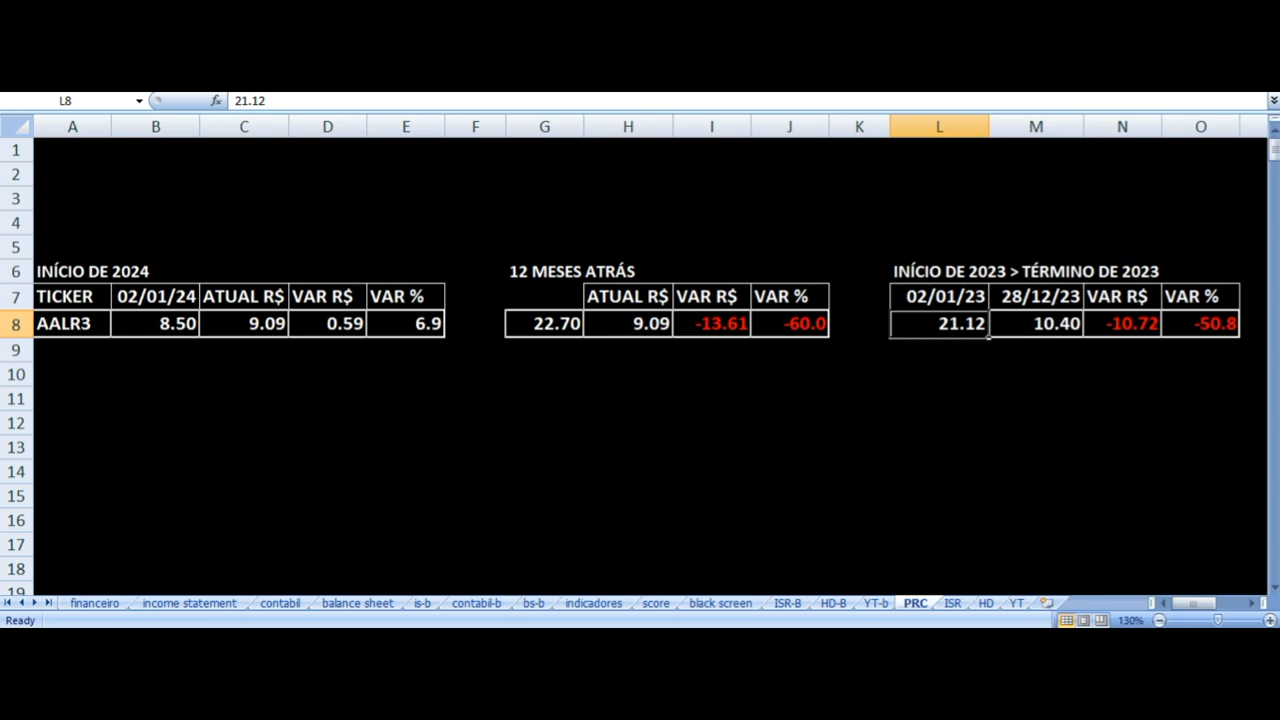 L8 fx 21.12
A B C D E F G H I J K L M N O
1
2
3
4
5
6 INÍCIO DE 2024 12 MESES ATRÁS INÍCIO DE 2023 > TÉRMINO DE 2023
7 TICKER 02/01/24 ATUAL R$ VAR R$ VAR % ATUAL R$ VAR R$ VAR % 02/01/23 28/12/23 VAR R$ VAR %
8 AALR3 8.50 9.09 0.59 6.9 22.70 9.09 -13.61 -60.0 21.12 10.40 -10.72 -50.8
9
10
11
12
13
14
15
16
17
18
19
financeiro income statement contabil balance sheet is-b contabil-b bs-b indicadores score black screen ISR-B HD-B YT-b PRC ISR HD YT
Ready 130%